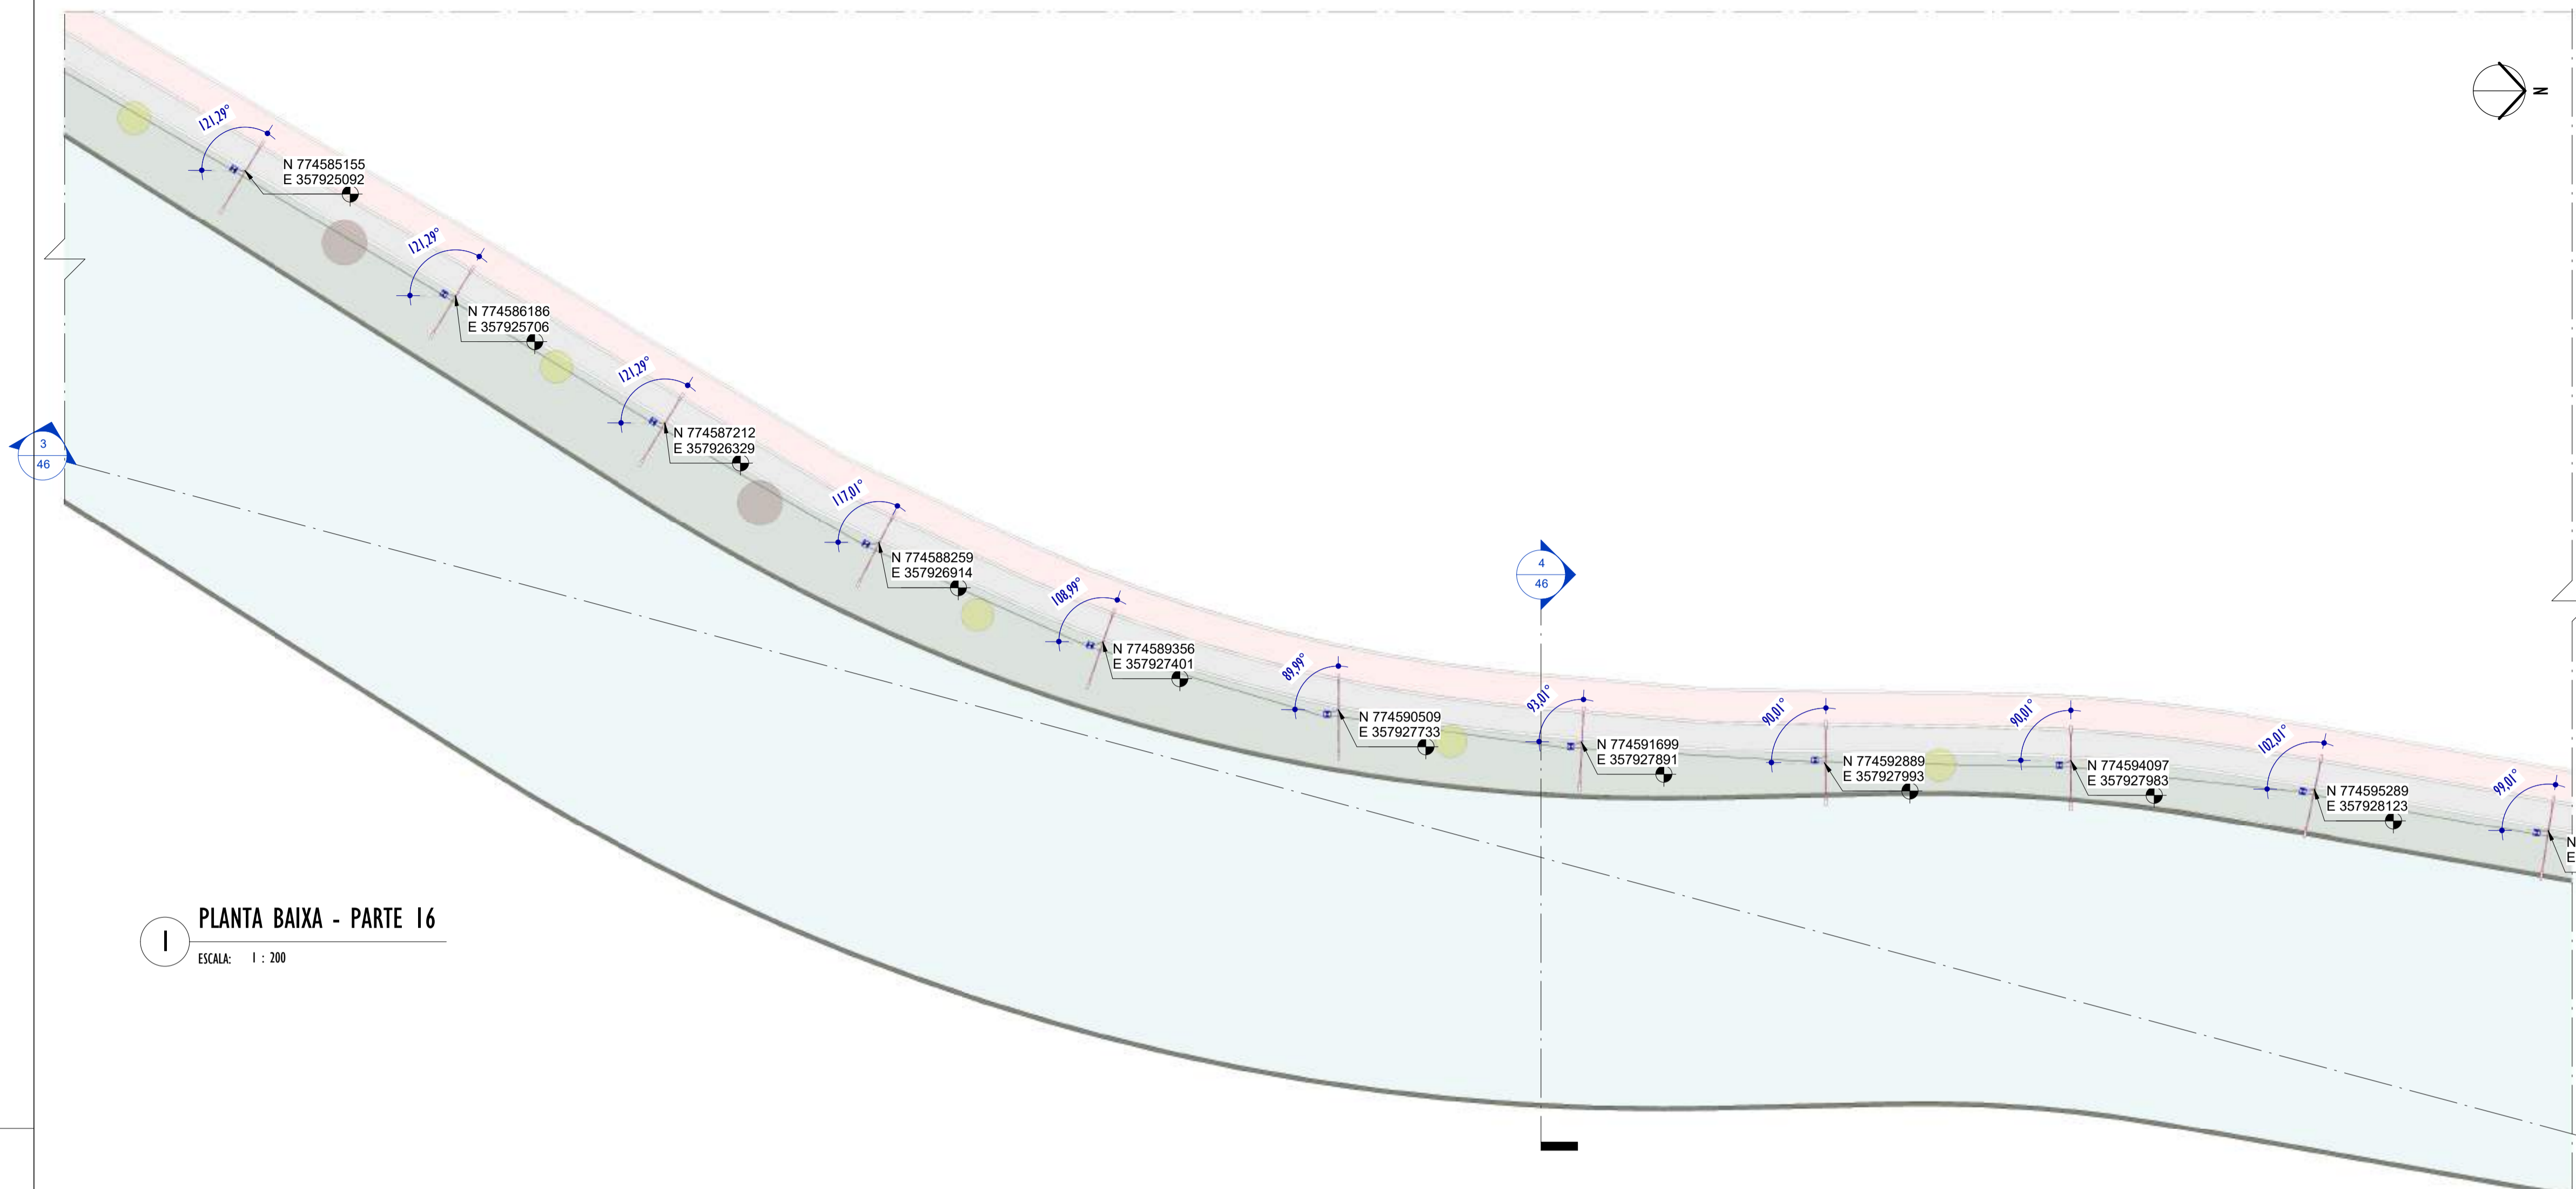 N
121,29°
N 774585155
E 357925092
121,29°
N 774586186
E 357925706
121,29°
N 774587212
E 357926329
3
46
117,01°
N 774588259
E 357926914
108,99°
N 774589356
E 357927401
4
46
89,99°
N 774590509
E 357927733
93,01°
N 774591699
E 357927891
90,01°
N 774592889
E 357927993
90,01°
N 774594097
E 357927983
102,01°
N 774595289
E 357928123
99,01°
N
E
1
PLANTA BAIXA - PARTE 16
ESCALA: 1 : 200